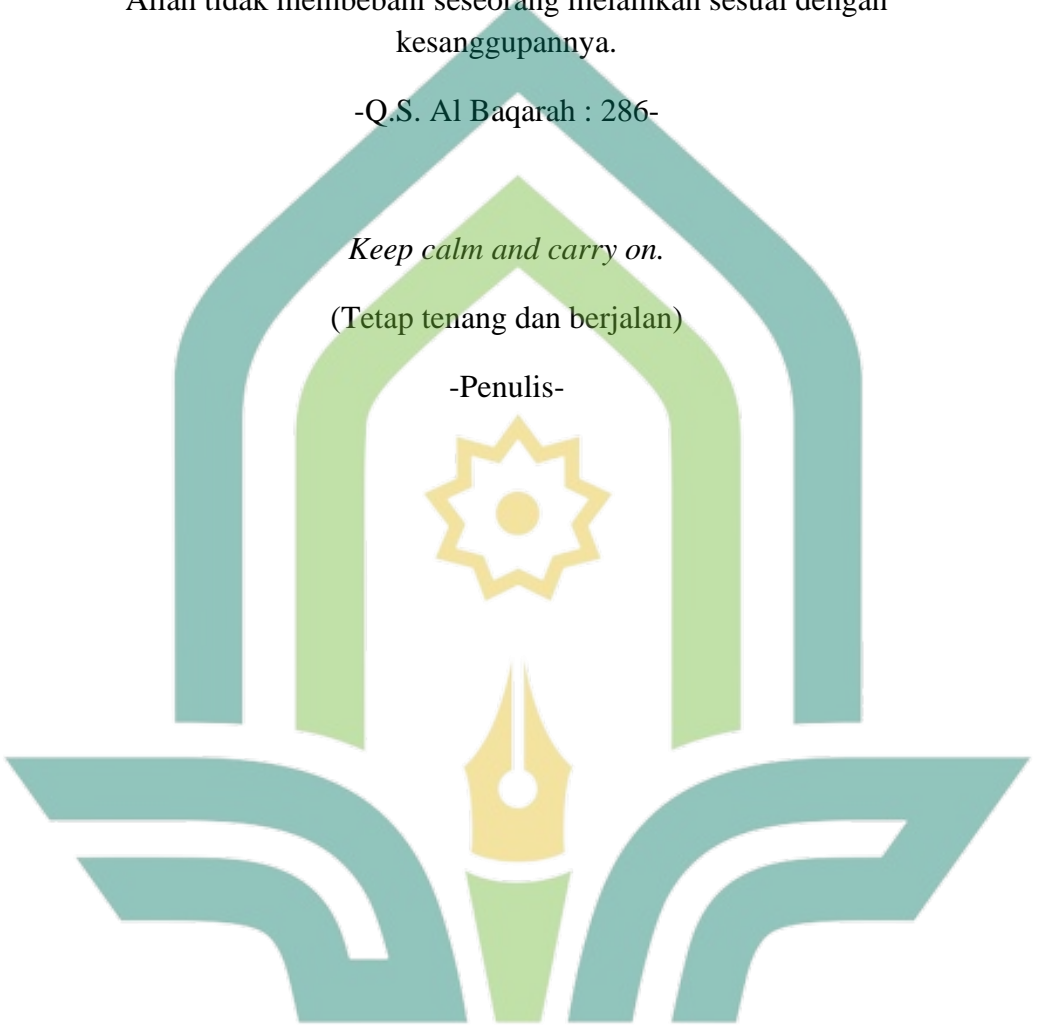 Allah tidak membebani seseorang melainkan sesuai dengan
kesanggupannya.
-Q.S. Al Baqarah : 286-
Keep calm and carry on.
(Tetap tenang dan berjalan)
-Penulis-